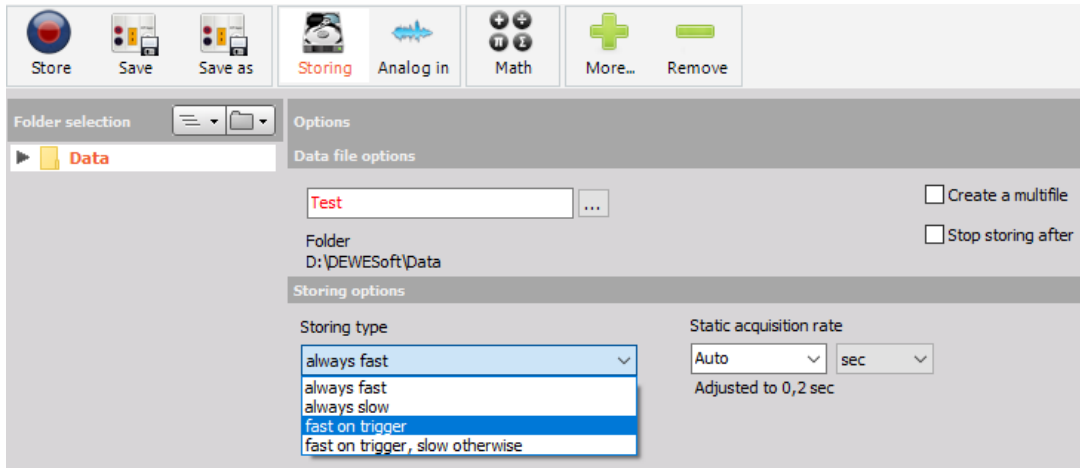 Store Save Save as Storing Analog in Math More... Remove
Folder selection
Data
Options
Data file options
Test
...
Create a multifile
Stop storing after
Folder
D:\DEWESoft\Data
Storing options
Storing type
always fast
always fast
always slow
fast on trigger
fast on trigger, slow otherwise
Static acquisition rate
Auto sec
Adjusted to 0,2 sec